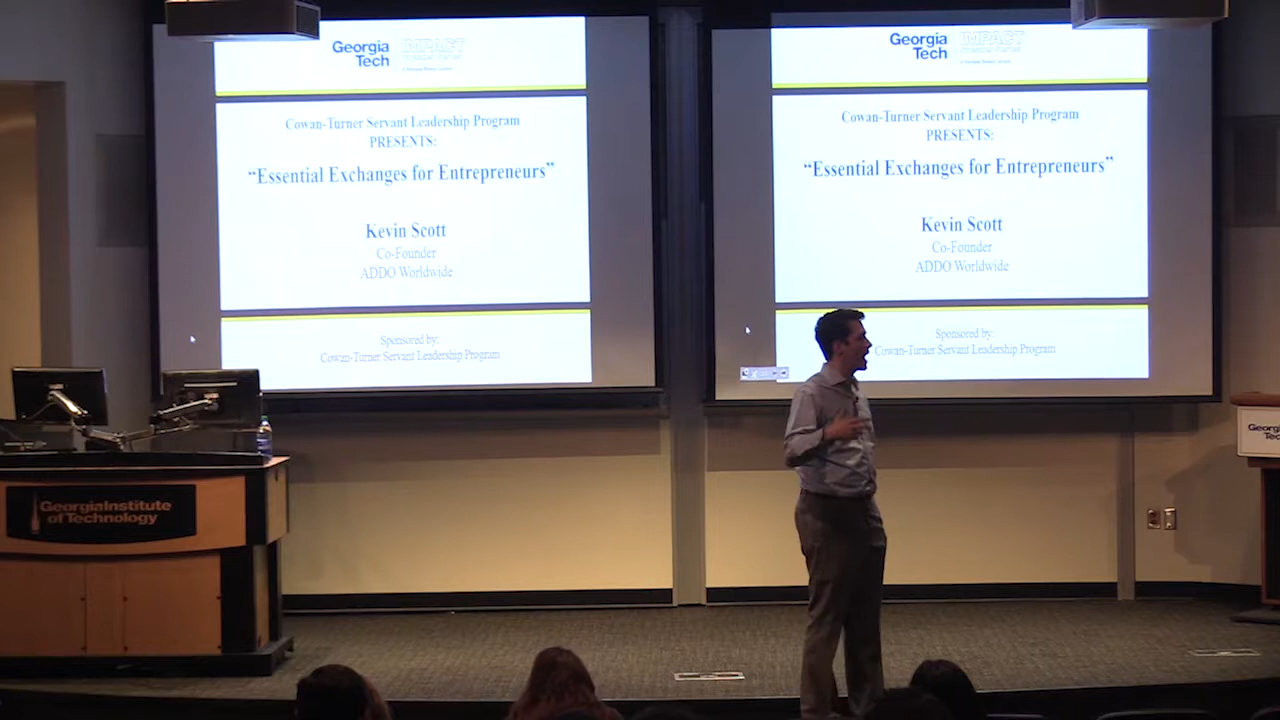 Georgia
Tech
IMPACT
Cowan-Turner Servant Leadership Program
PRESENTS:
“Essential Exchanges for Entrepreneurs”
Kevin Scott
Co-Founder
ADDO Worldwide
Sponsored by:
Cowan-Turner Servant Leadership Program
Georgia
Tech
IMPACT
Cowan-Turner Servant Leadership Program
PRESENTS:
“Essential Exchanges for Entrepreneurs”
Kevin Scott
Co-Founder
ADDO Worldwide
Sponsored by:
Cowan-Turner Servant Leadership Program
GeorgiaInstitute
of Technology